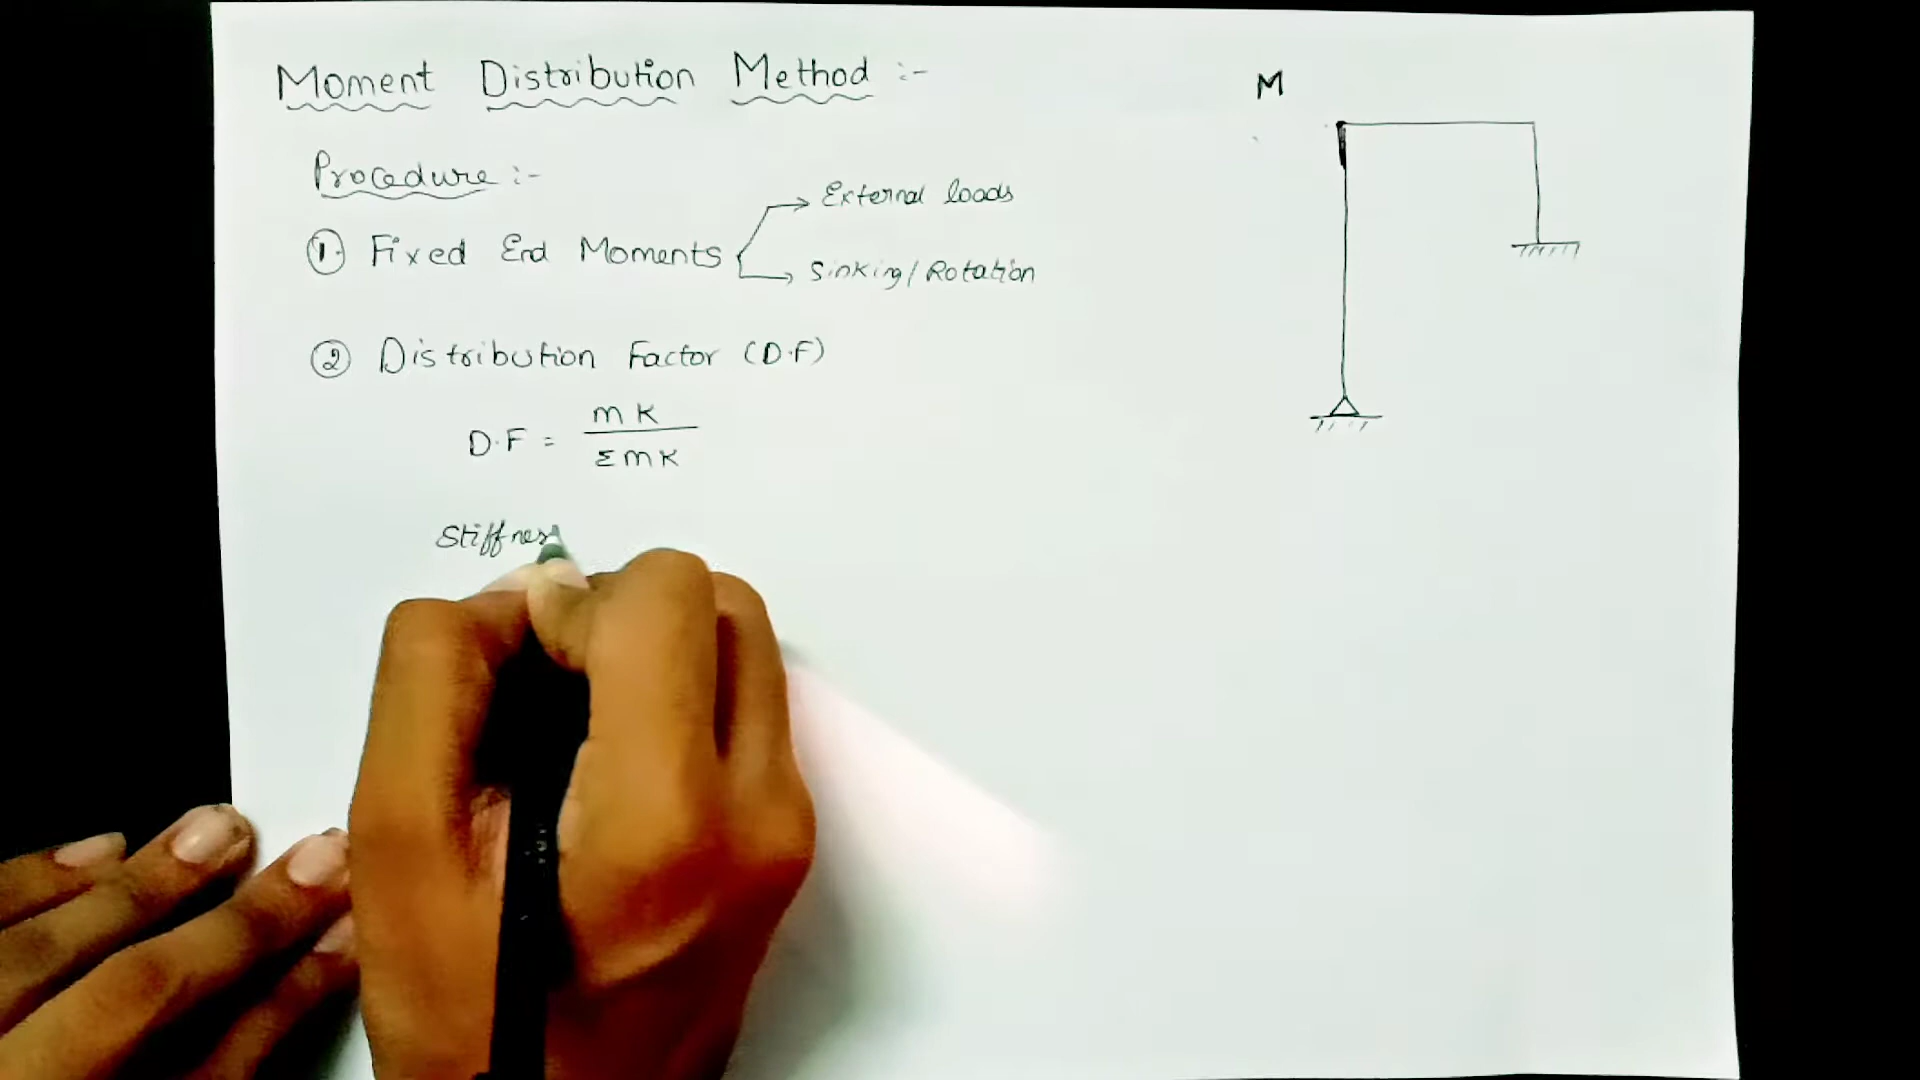 Moment Distribution Method :-
M
Procedure :-
External loads
① Fixed End Moments
Sinking/Rotation
② Distribution Factor (D.F)
D.F = mK / ΣmK
Stiffness